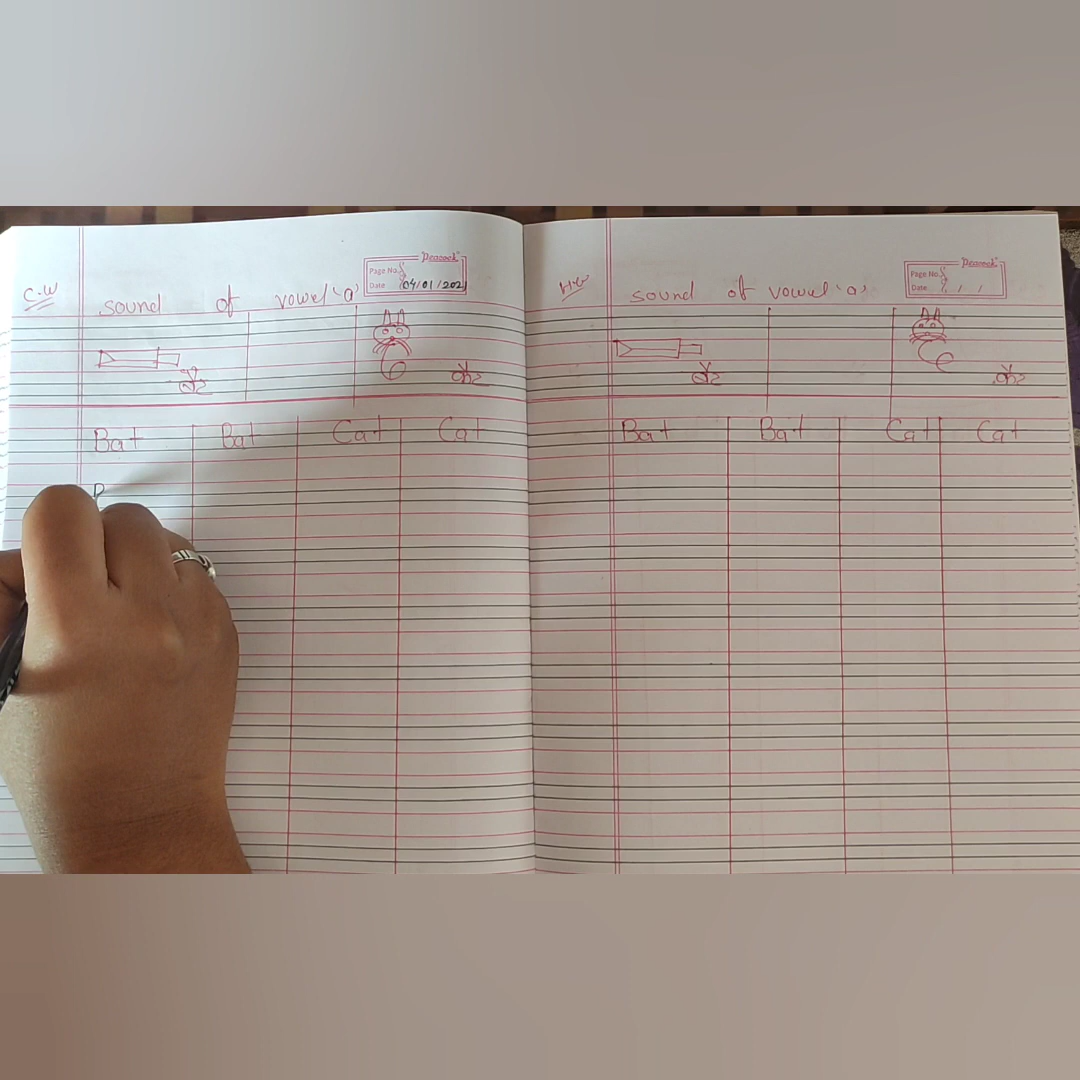 Peacock
Page No.
C.W
sound of vowel 'a'
Date 04/01/2021
Bat Bat Cat Cat
Peacock
Page No.
H.W
sound of vowel 'a'
Date / /
Bat Bat Cat Cat